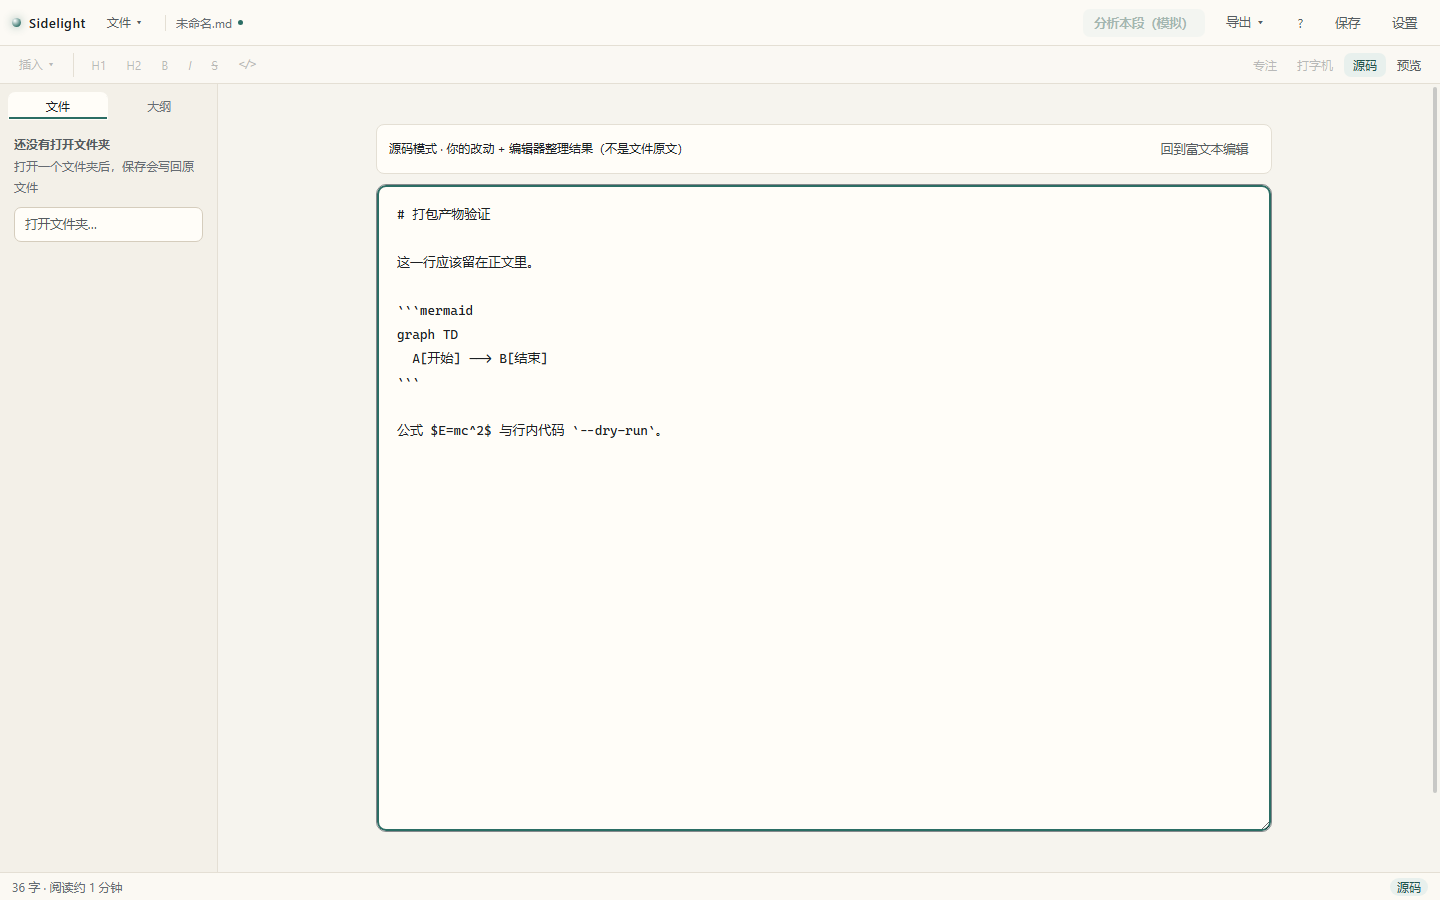 Sidelight 文件 ▾ 未命名.md ● 分析本段（模拟） 导出 ▾ ? 保存 设置
插入 ▾ H1 H2 B I S </> 专注 打字机 源码 预览
文件 大纲
还没有打开文件夹
打开一个文件夹后，保存会写回原
文件
打开文件夹...
源码模式 · 你的改动 + 编辑器整理结果（不是文件原文） 回到富文本编辑
# 打包产物验证
这一行应该留在正文里。
```mermaid
graph TD
  A[开始] --> B[结束]
```
公式 $E=mc^2$ 与行内代码 `--dry-run`。
36 字 · 阅读约 1 分钟 源码